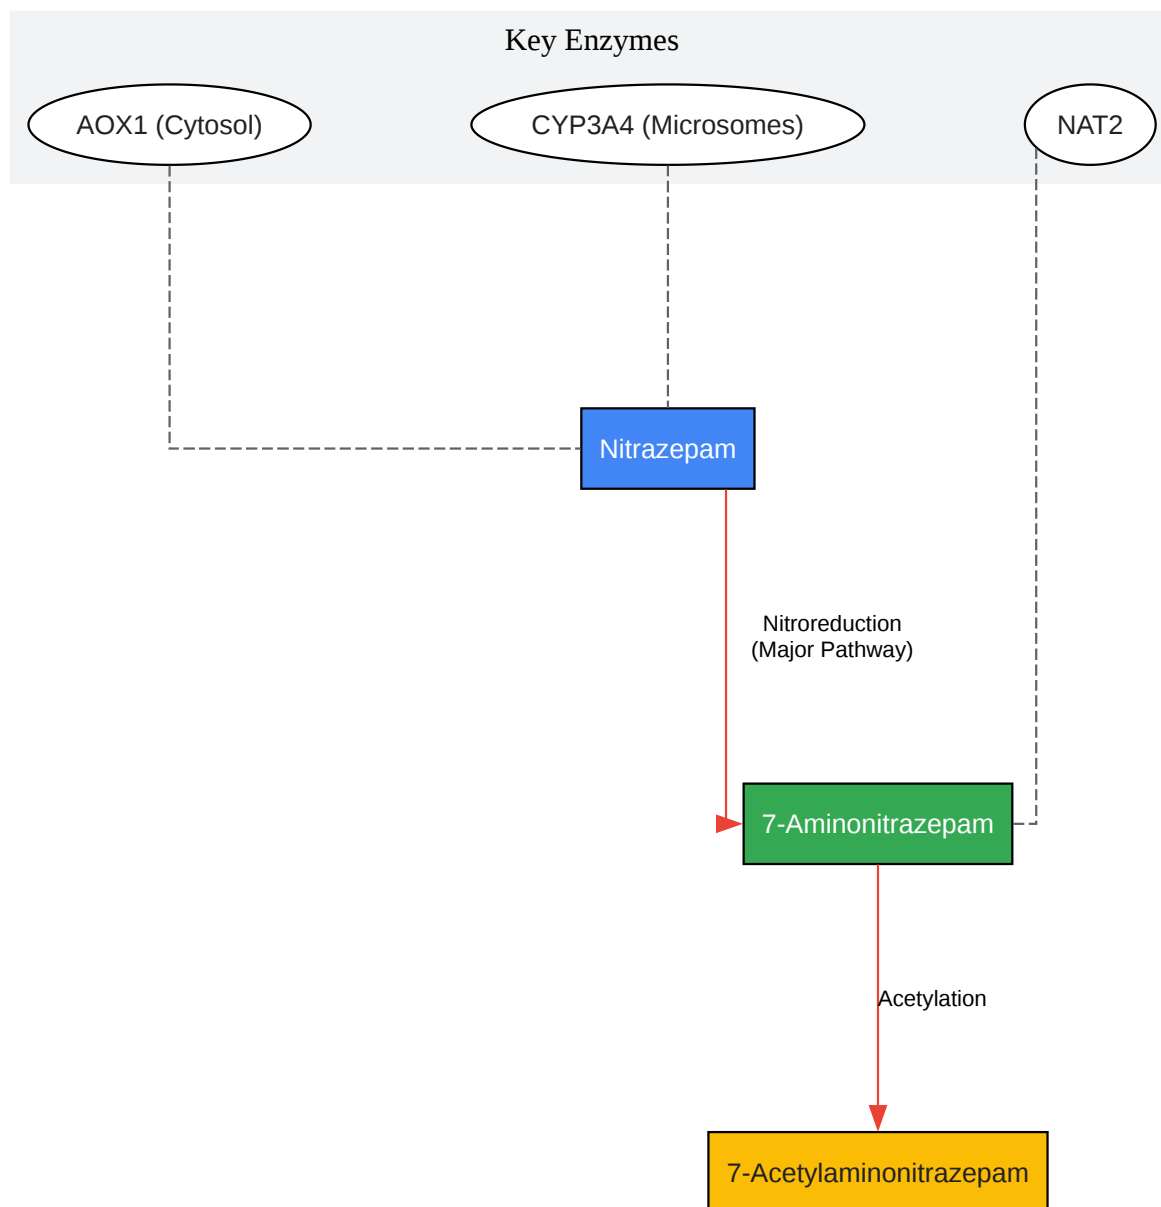 Key Enzymes
AOX1 (Cytosol)
CYP3A4 (Microsomes)
NAT2
Nitrazepam
Nitroreduction
(Major Pathway)
7-Aminonitrazepam
Acetylation
7-Acetylaminonitrazepam